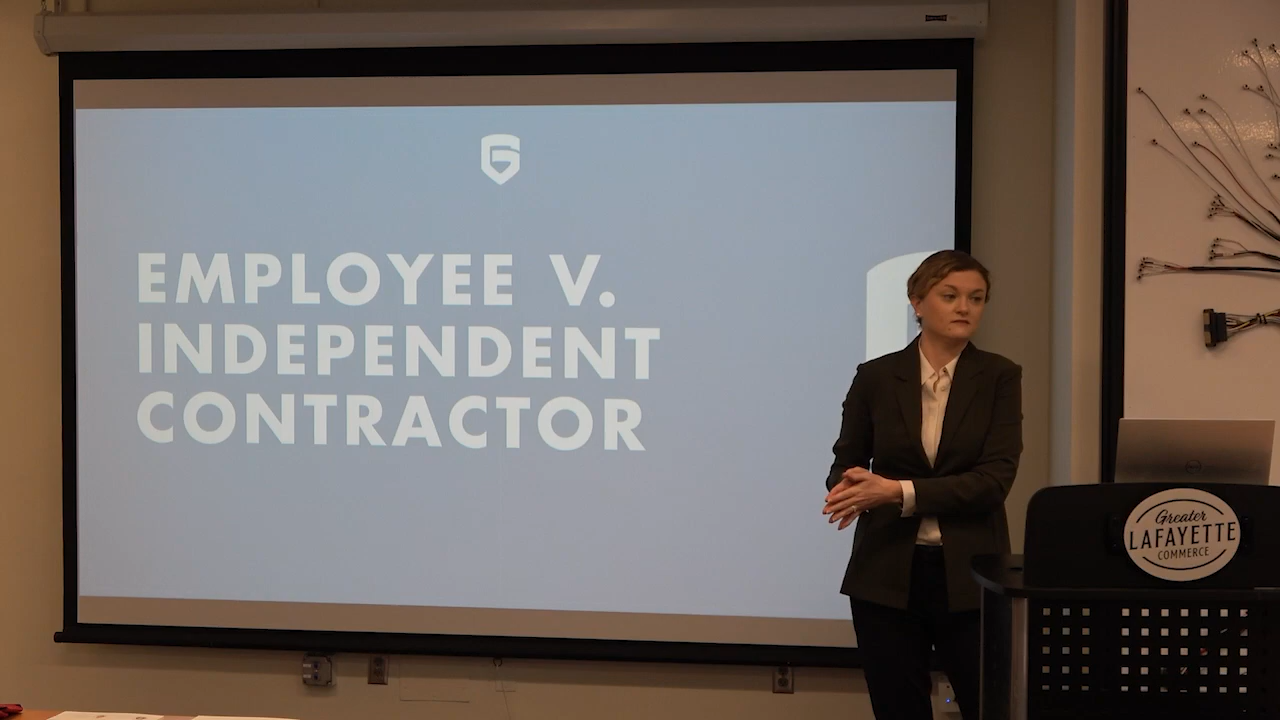 EMPLOYEE V.
INDEPENDENT
CONTRACTOR
Greater
LAFAYETTE
COMMERCE